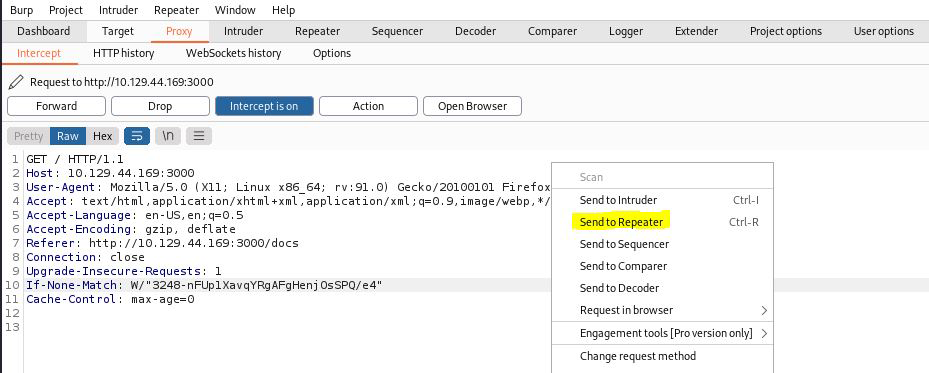 Burp Project Intruder Repeater Window Help
Dashboard Target Proxy Intruder Repeater Sequencer Decoder Comparer Logger Extender Project options User options
Intercept HTTP history WebSockets history Options
Request to http://10.129.44.169:3000
Forward Drop Intercept is on Action Open Browser
Pretty Raw Hex \n
1 GET / HTTP/1.1
2 Host: 10.129.44.169:3000
3 User-Agent: Mozilla/5.0 (X11; Linux x86_64; rv:91.0) Gecko/20100101 Firefox
4 Accept: text/html,application/xhtml+xml,application/xml;q=0.9,image/webp,*/
5 Accept-Language: en-US,en;q=0.5
6 Accept-Encoding: gzip, deflate
7 Referer: http://10.129.44.169:3000/docs
8 Connection: close
9 Upgrade-Insecure-Requests: 1
10 If-None-Match: W/"3248-nFUp1XavqYRgAFgHenjOsSPQ/e4"
11 Cache-Control: max-age=0
12
13
Scan
Send to Intruder Ctrl-I
Send to Repeater Ctrl-R
Send to Sequencer
Send to Comparer
Send to Decoder
Request in browser
Engagement tools [Pro version only]
Change request method